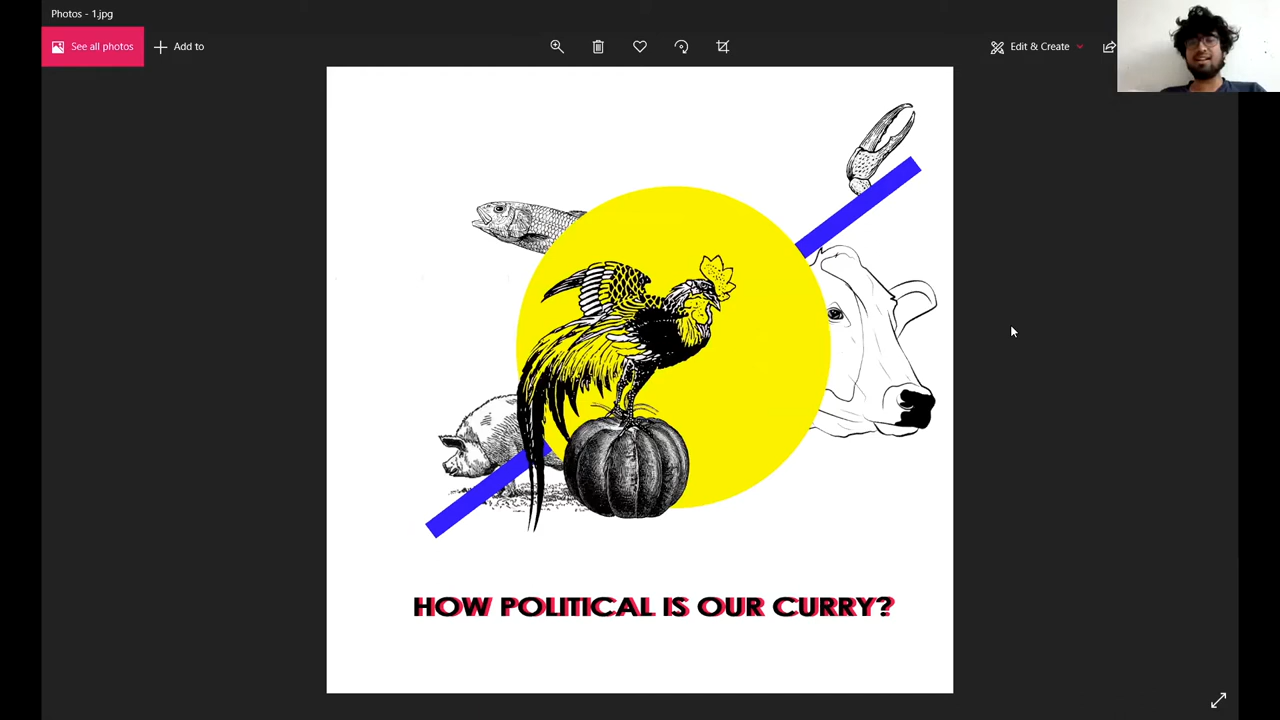 Photos - 1.jpg
See all photos
Add to
Edit & Create
HOW POLITICAL IS OUR CURRY?